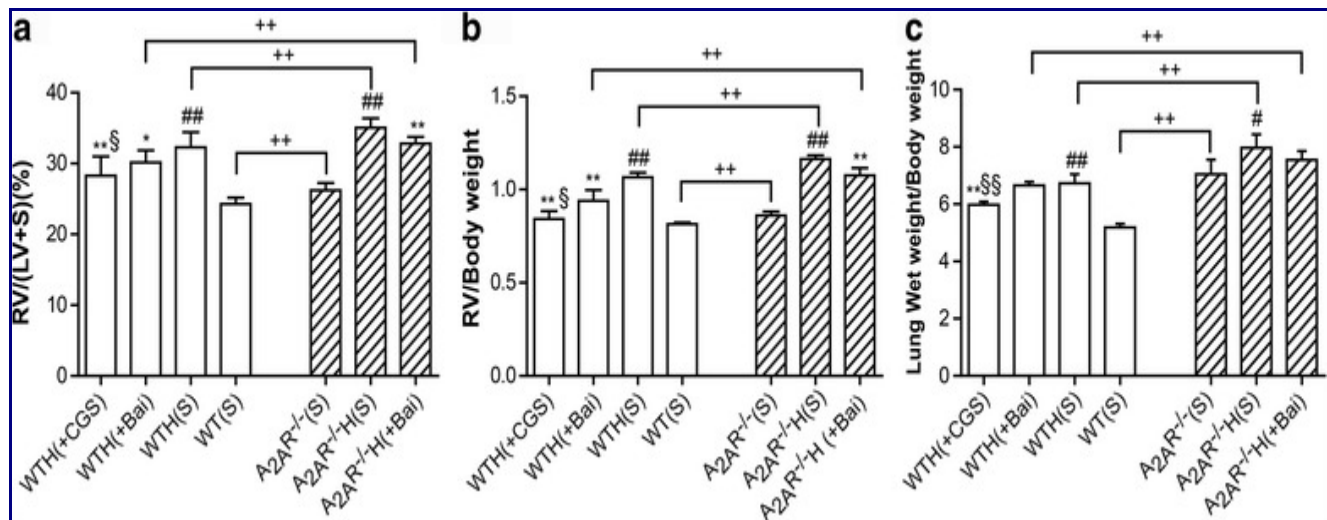 a
RV/(LV+S)(%)
40
30
20
10
0
++
++
++
**§
*
##
##
**
WTH(+CGS)
WTH(+Bai)
WTH(S)
WT(S)
A2AR-/-(S)
A2AR-/-H(S)
A2AR-/-H(+Bai)
b
RV/Body weight
1.5
1.0
0.5
0.0
++
++
++
** §
**
##
##
**
WTH(+CGS)
WTH(+Bai)
WTH(S)
WT(S)
A2AR-/-(S)
A2AR-/-H(S)
A2AR-/-H (+Bai)
c
Lung Wet weight/Body weight
10
8
6
4
2
0
++
++
++
**§§
##
#
WTH(+CGS)
WTH(+Bai)
WTH(S)
WT(S)
A2AR-/-(S)
A2AR-/-H(S)
A2AR-/-H(+Bai)